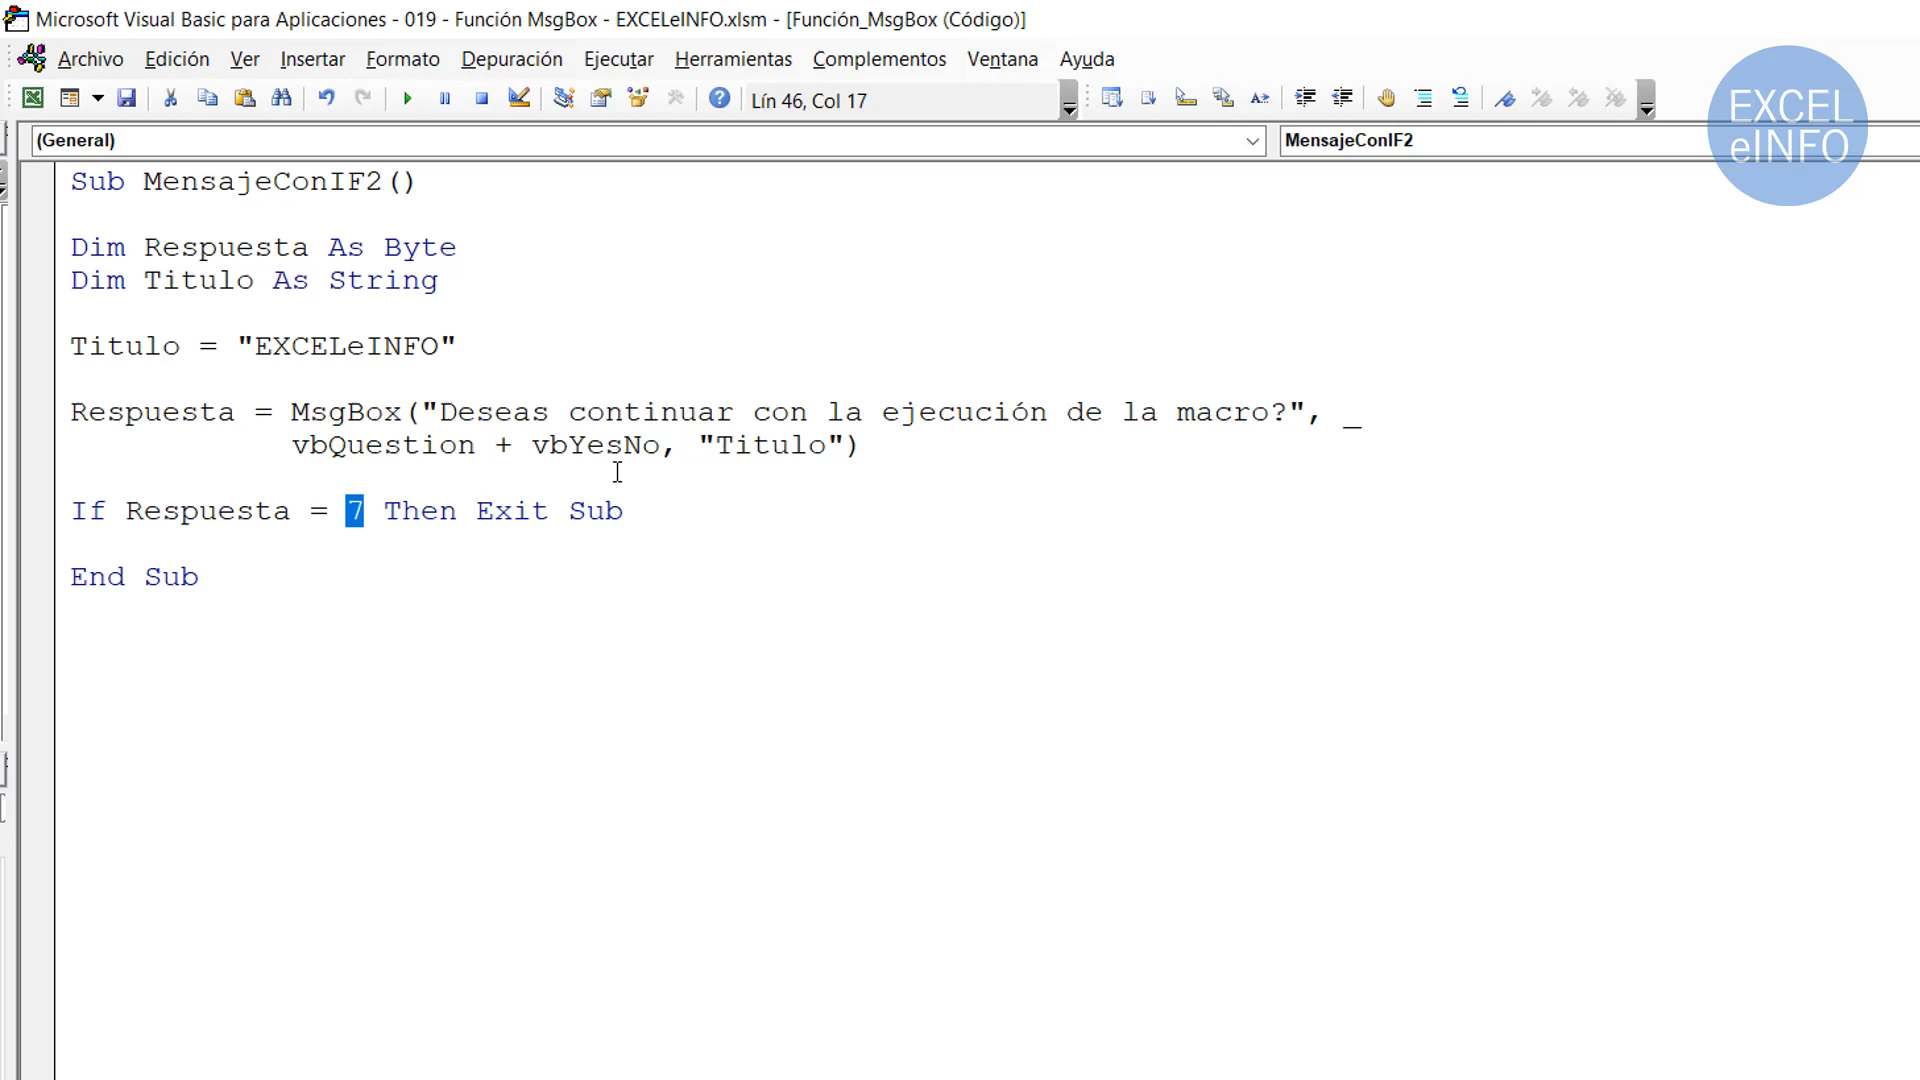 Microsoft Visual Basic para Aplicaciones - 019 - Función MsgBox - EXCELeINFO.xlsm - [Función_MsgBox (Código)]
Archivo Edición Ver Insertar Formato Depuración Ejecutar Herramientas Complementos Ventana Ayuda
Lín 46, Col 17
EXCEL
eINFO
(General) MensajeConIF2
Sub MensajeConIF2()
Dim Respuesta As Byte
Dim Titulo As String
Titulo = "EXCELeINFO"
Respuesta = MsgBox("Deseas continuar con la ejecución de la macro?", _
vbQuestion + vbYesNo, "Titulo")
If Respuesta = 7 Then Exit Sub
End Sub